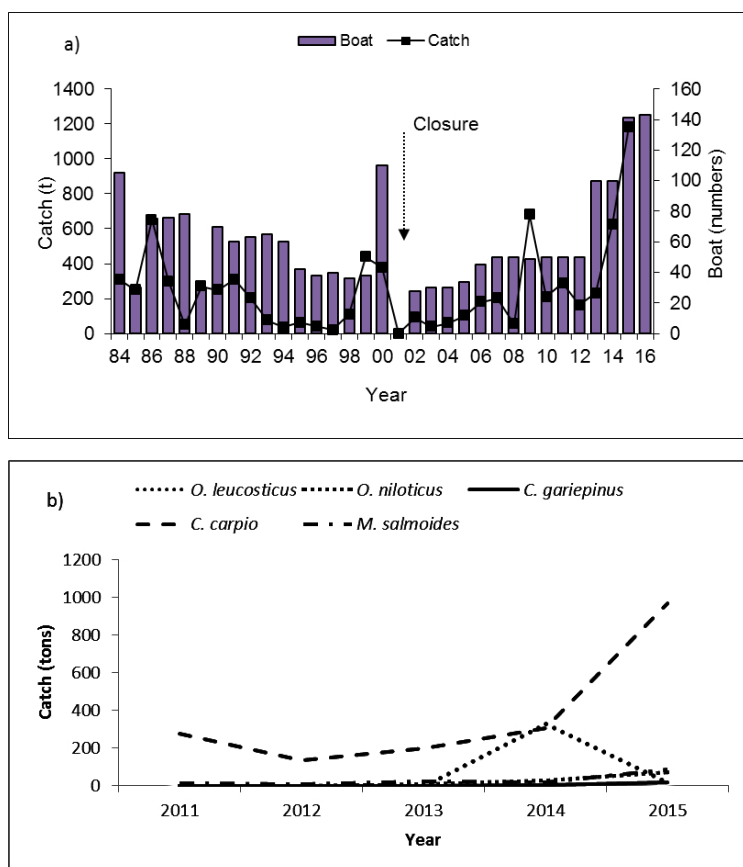 a)
Boat Catch
1400 160
1200 140
1000 120
800 100
600 80
400 60
200 40
0 20
0
Closure
Catch (t)
Boat (numbers)
84 86 88 90 92 94 96 98 00 02 04 06 08 10 12 14 16
Year
b)
O. leucosticus O. niloticus C. gariepinus
C. carpio M. salmoides
1200
1000
800
600
400
200
0
Catch (tons)
2011 2012 2013 2014 2015
Year